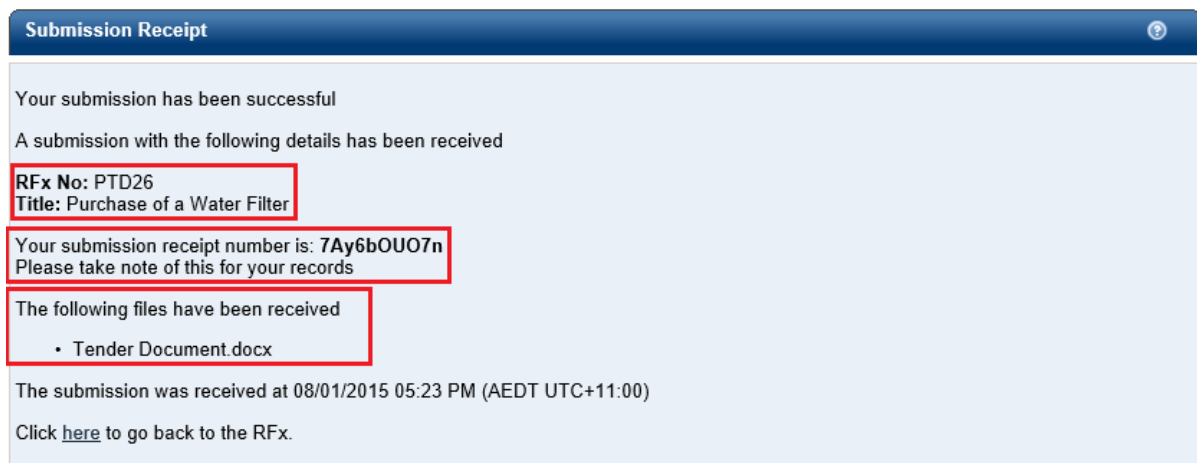 Submission Receipt
Your submission has been successful
A submission with the following details has been received
RFx No: PTD26
Title: Purchase of a Water Filter
Your submission receipt number is: 7Ay6bOUO7n
Please take note of this for your records
The following files have been received
• Tender Document.docx
The submission was received at 08/01/2015 05:23 PM (AEDT UTC+11:00)
Click here to go back to the RFx.